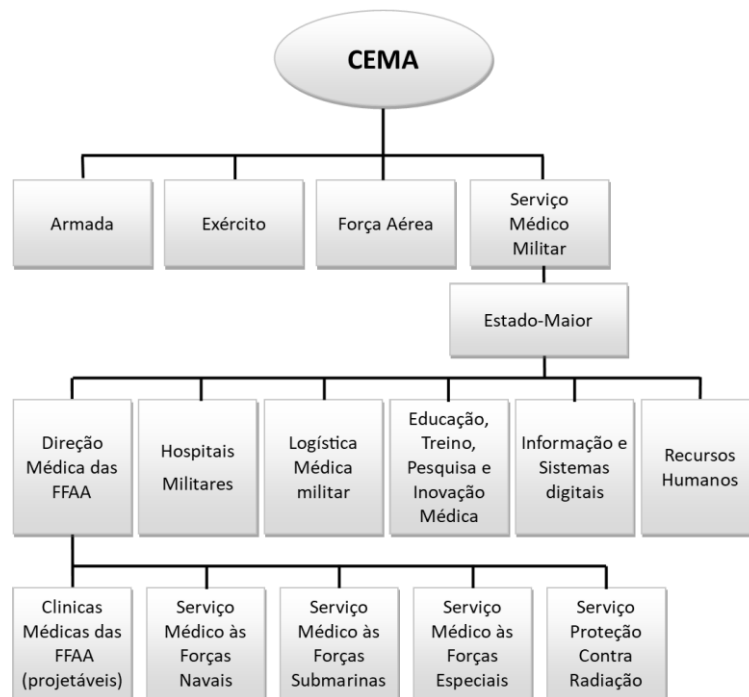 CEMA
Armada
Exército
Força Aérea
Serviço
Médico
Militar
Estado-Maior
Direção
Médica das
FFAA
Hospitais
Militares
Logística
Médica
militar
Educação,
Treino,
Pesquisa e
Inovação
Médica
Informação e
Sistemas
digitais
Recursos
Humanos
Clinicas
Médicas das
FFAA
(projetáveis)
Serviço
Médico às
Forças
Navais
Serviço
Médico às
Forças
Submarinas
Serviço
Médico às
Forças
Especiais
Serviço
Proteção
Contra
Radiação